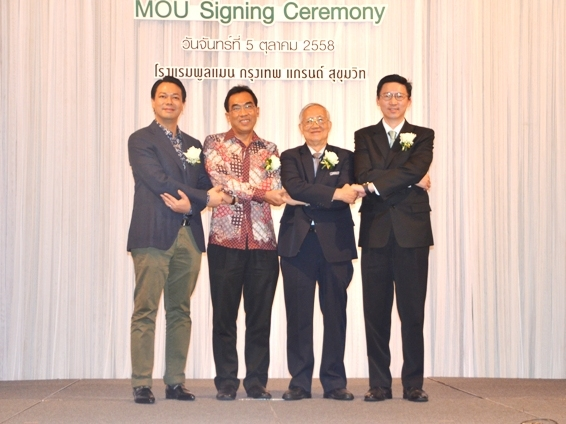 MOU Signing Ceremony
วันจันทร์ที่ 5 ตุลาคม 2558
โรงแรมพูลแมน กรุงเทพ แกรนด์ สุขุมวิท